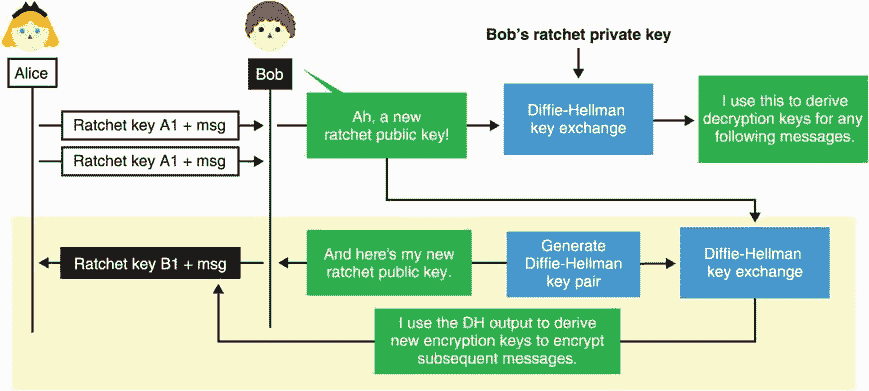 Bob's ratchet private key
Alice
Bob
Ratchet key A1 + msg
Ah, a new
ratchet public key!
Diffie-Hellman
key exchange
I use this to derive
decryption keys for any
following messages.
Ratchet key A1 + msg
Ratchet key B1 + msg
And here's my new
ratchet public key.
Generate
Diffie-Hellman
key pair
Diffie-Hellman
key exchange
I use the DH output to derive
new encryption keys to encrypt
subsequent messages.